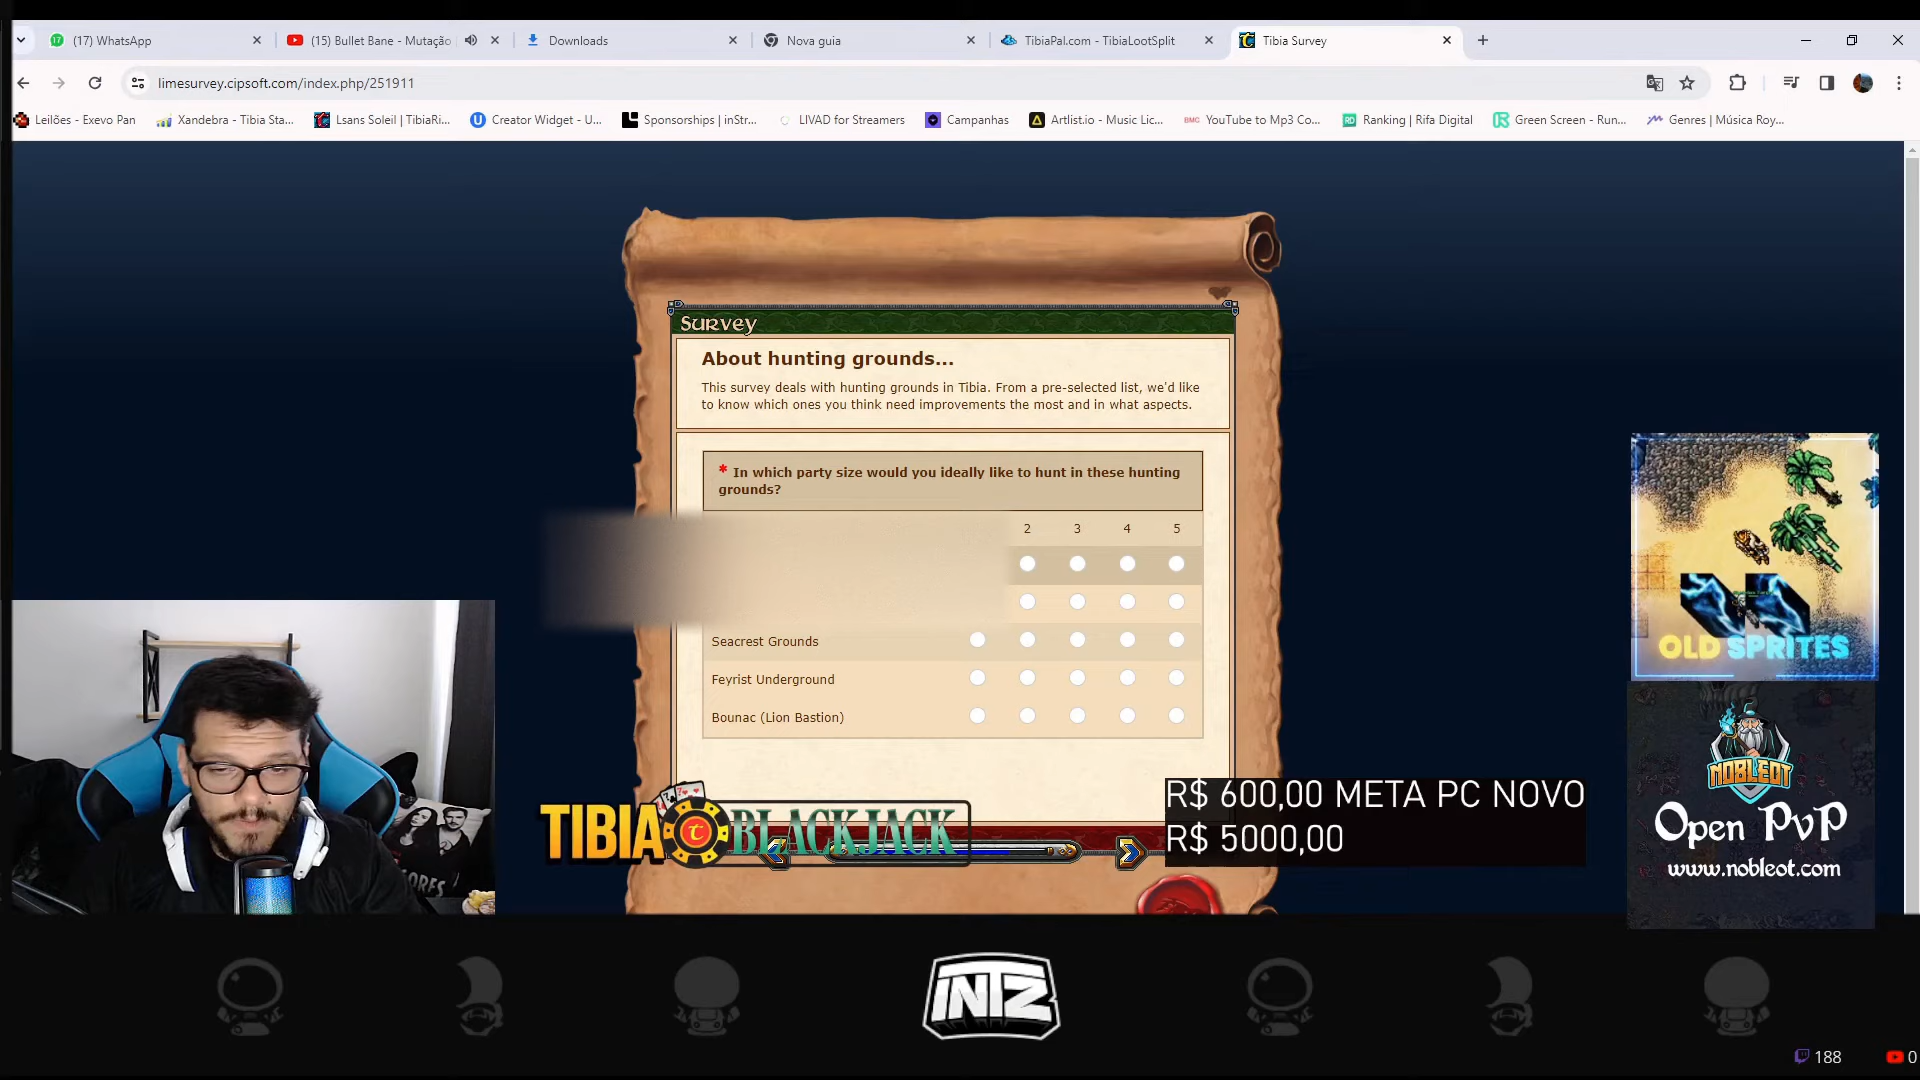 (17) WhatsApp
(15) Bullet Bane - Mutação
Downloads
Nova guia
TibiaPal.com - TibiaLootSplit
Tibia Survey
limesurvey.cipsoft.com/index.php/251911
Leilões - Exevo Pan
Xandebra - Tibia Sta...
Lsans Soleil | TibiaRi...
Creator Widget - U...
Sponsorships | inStr...
LIVAD for Streamers
Campanhas
Artlist.io - Music Lic...
BMC
YouTube to Mp3 Co...
Ranking | Rifa Digital
Green Screen - Run...
Genres | Música Roy...
Survey
About hunting grounds...
This survey deals with hunting grounds in Tibia. From a pre-selected list, we'd like
to know which ones you think need improvements the most and in what aspects.
* In which party size would you ideally like to hunt in these hunting
grounds?
2 3 4 5
Seacrest Grounds
Feyrist Underground
Bounac (Lion Bastion)
TIBIA BLACKJACK
R$ 600,00 META PC NOVO
R$ 5000,00
OLD SPRITES
NOBLEOT
Open PvP
www.nobleot.com
INTZ
188
0